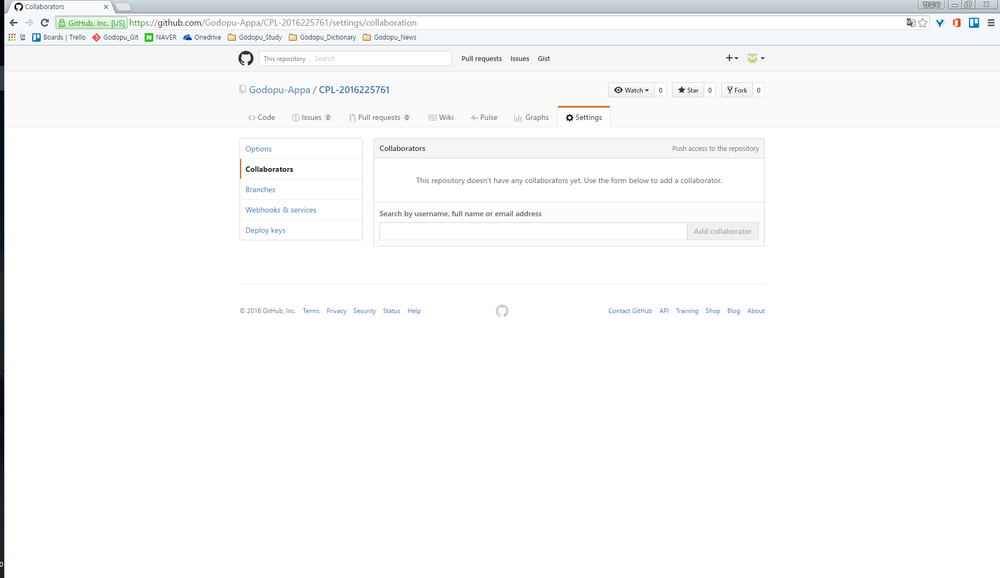 Collaborators
정중화
GitHub, Inc. [US] https://github.com/Godopu-Appa/CPL-2016225761/settings/collaboration
앱 Boards | Trello Godopu_Git NAVER Onedrive Godopu_Study Godopu_Dictionary Godopu_News
This repository Search Pull requests Issues Gist
Godopu-Appa / CPL-2016225761 Watch 0 Star 0 Fork 0
Code Issues 0 Pull requests 0 Wiki Pulse Graphs Settings
Options
Collaborators
Branches
Webhooks & services
Deploy keys
Collaborators Push access to the repository
This repository doesn't have any collaborators yet. Use the form below to add a collaborator.
Search by username, full name or email address
Add collaborator
© 2016 GitHub, Inc. Terms Privacy Security Status Help Contact GitHub API Training Shop Blog About
0